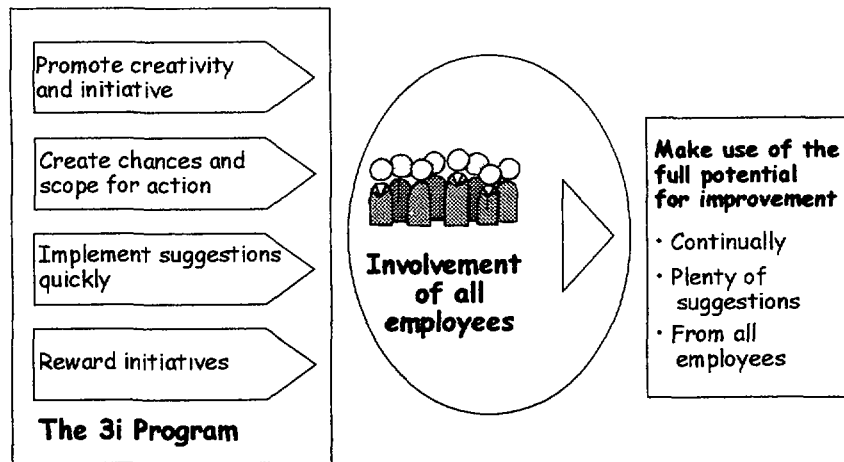 Promote creativity
and initiative
Create chances and
scope for action
Implement suggestions
quickly
Reward initiatives
The 3i Program
Involvement
of all
employees
Make use of the
full potential
for improvement
· Continually
· Plenty of
suggestions
· From all
employees